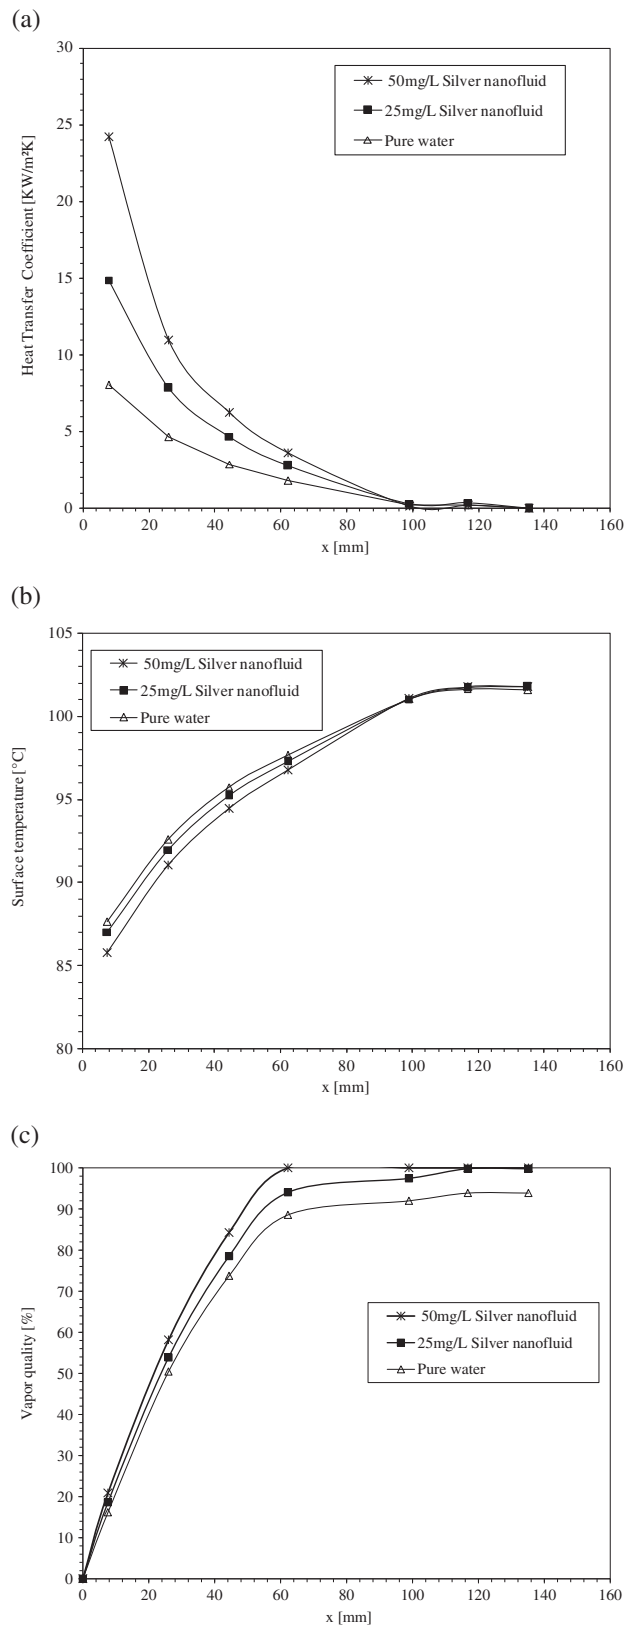 (a)
30
25
20
15
10
5
0
Heat Transfer Coefficient [KW/m²K]
50mg/L Silver nanofluid
25mg/L Silver nanofluid
Pure water
0 20 40 60 80 100 120 140 160
x [mm]
(b)
105
100
95
90
85
80
Surface temperature [°C]
50mg/L Silver nanofluid
25mg/L Silver nanofluid
Pure water
0 20 40 60 80 100 120 140 160
x [mm]
(c)
100
90
80
70
60
50
40
30
20
10
0
Vapor quality [%]
50mg/L Silver nanofluid
25mg/L Silver nanofluid
Pure water
0 20 40 60 80 100 120 140 160
x [mm]